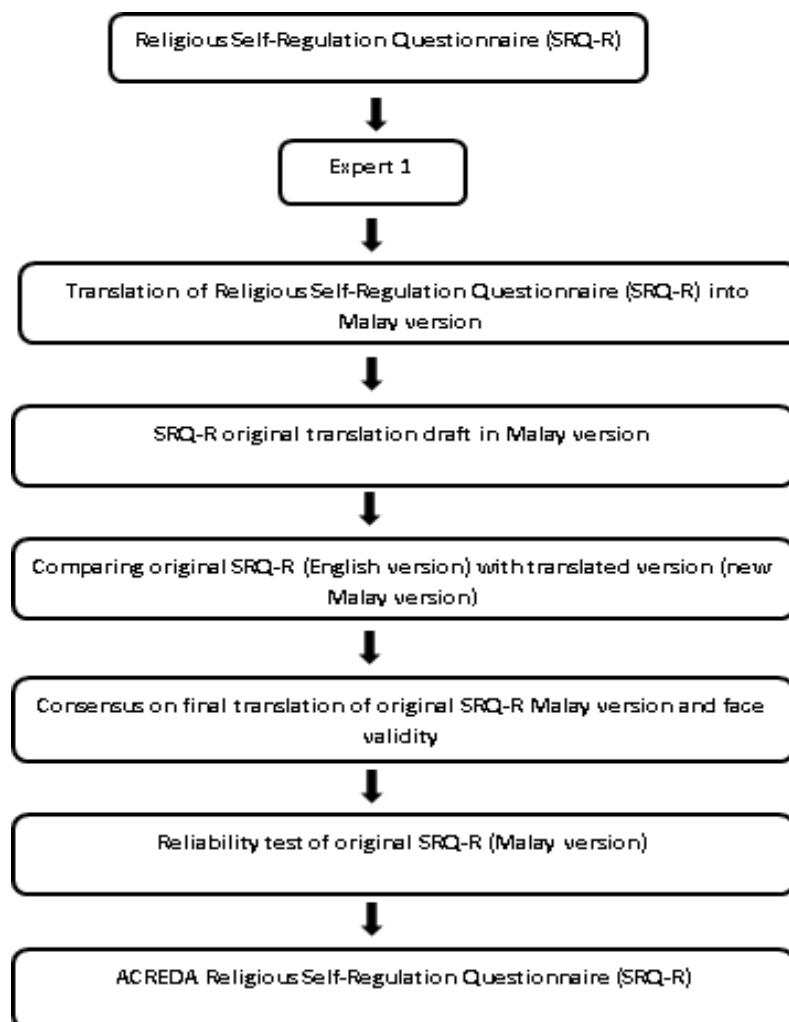 Religious Self-Regulation Questionnaire (SRQ-R)
Expert 1
Translation of Religious Self-Regulation Questionnaire (SRQ-R) into
Malay version
SRQ-R original translation draft in Malay version
Comparing original SRQ-R (English version) with translated version (new
Malay version)
Consensus on final translation of original SRQ-R Malay version and face
validity
Reliability test of original SRQ-R (Malay version)
ACREDA Religious Self-Regulation Questionnaire (SRQ-R)